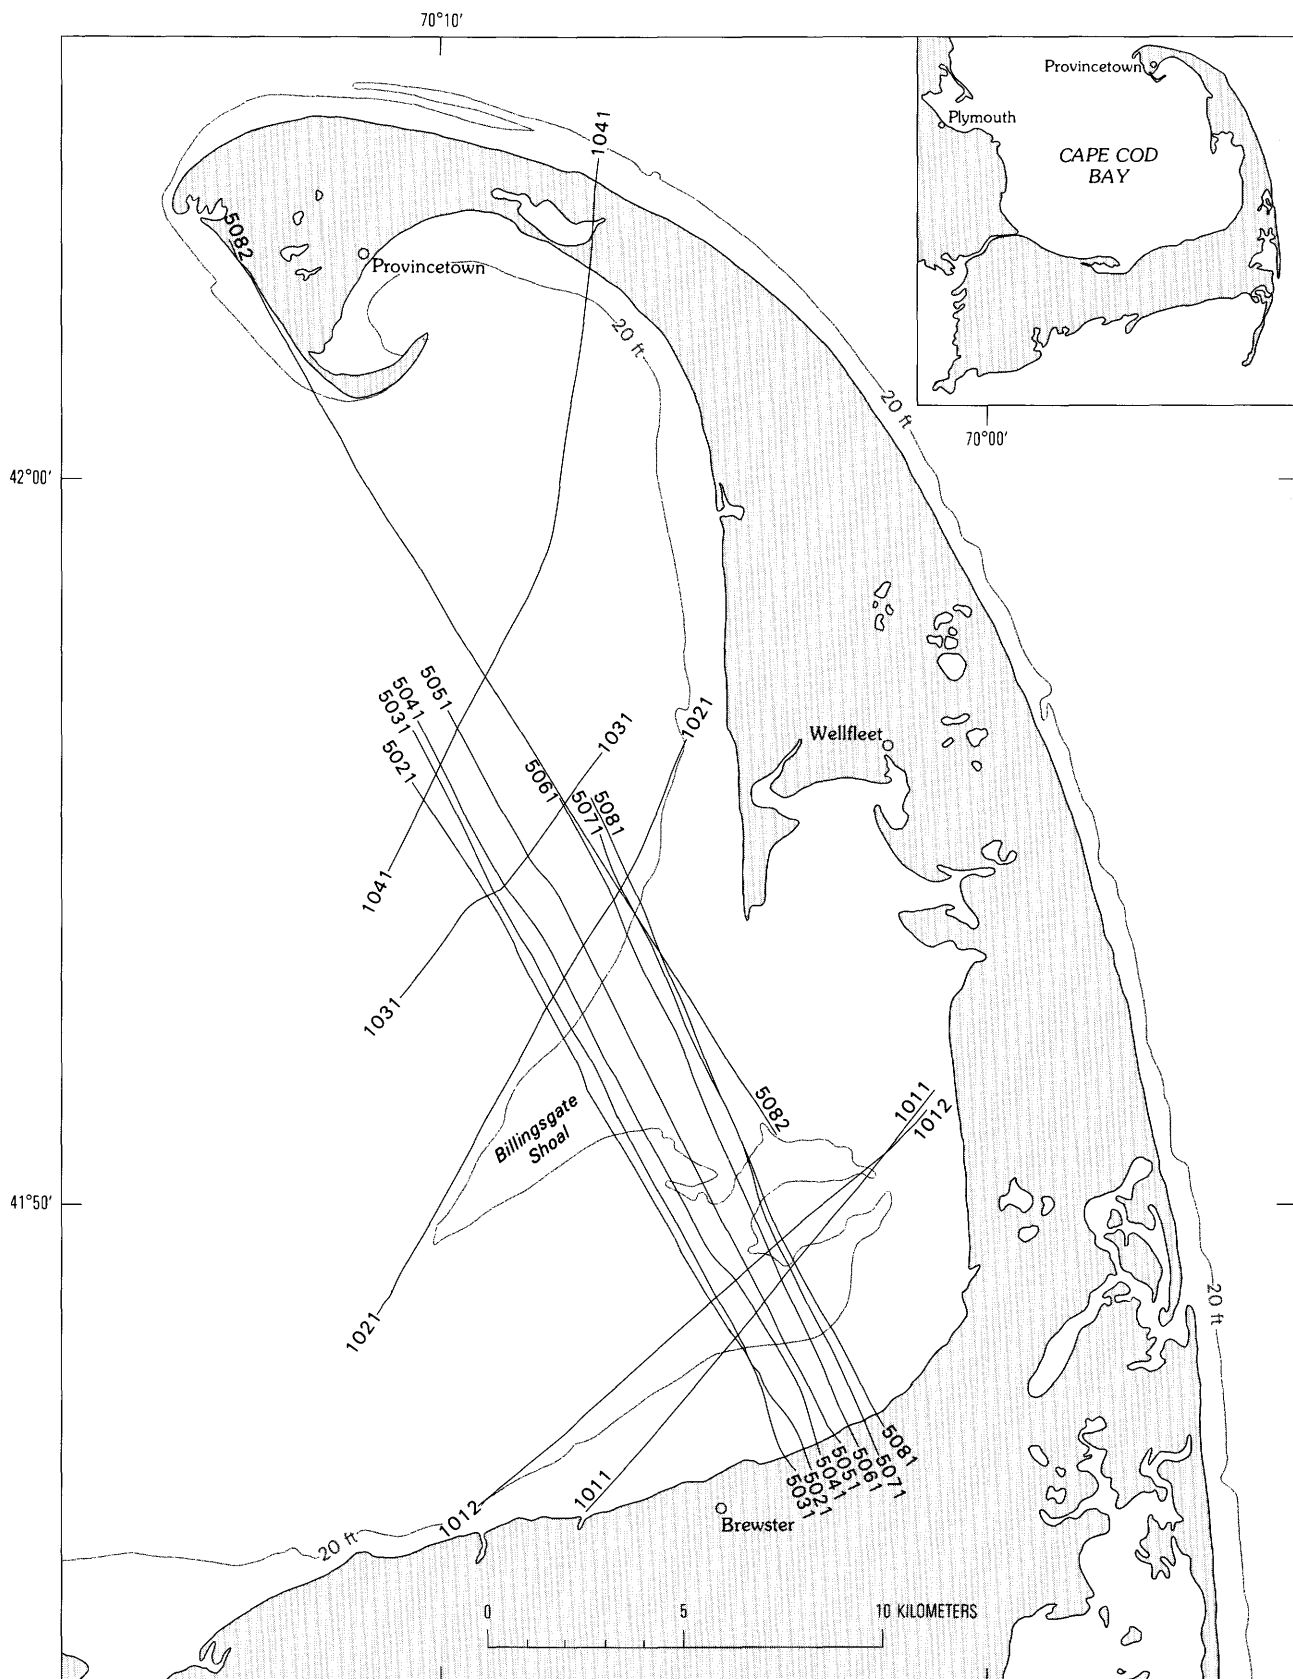 70°10'
Provincetown
Plymouth
CAPE COD
BAY
70°00'
1041
5082
Provincetown
20 ft
20 ft
42°00'
5051
5041
5031
5021
1031
1021
Wellfleet
5061
5071
5081
1041
1031
Billingsgate
Shoal
5082
1011
1012
41°50'
1021
20 ft
5081
5071
5061
5051
5041
5021
5031
1011
1012
Brewster
20 ft
0 5 10 KILOMETERS